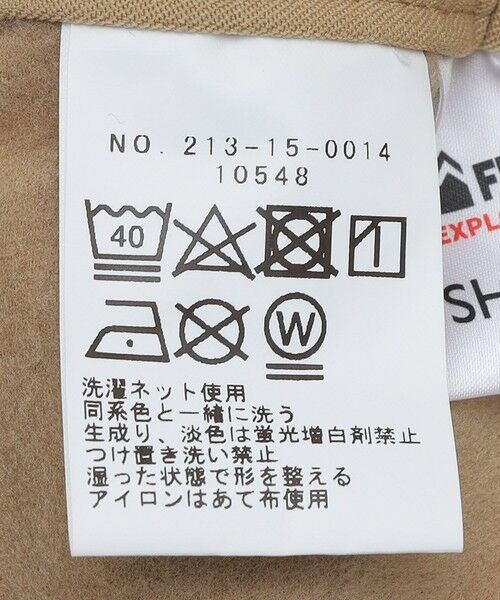 NO. 213-15-0014
10548
40
W
洗濯ネット使用
同系色と一緒に洗う
生成り、淡色は蛍光増白剤禁止
つけ置き洗い禁止
湿った状態で形を整える
アイロンはあて布使用
F
EXPL
SH